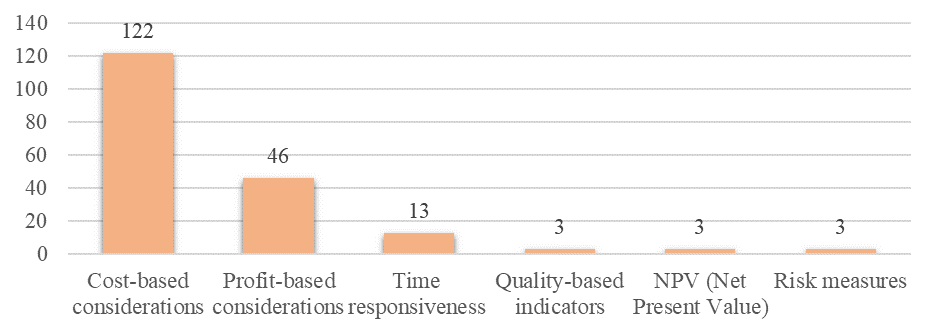 140
120
100
80
60
40
20
0
122
46
13
3
3
3
Cost-based considerations
Profit-based considerations
Time responsiveness
Quality-based indicators
NPV (Net Present Value)
Risk measures